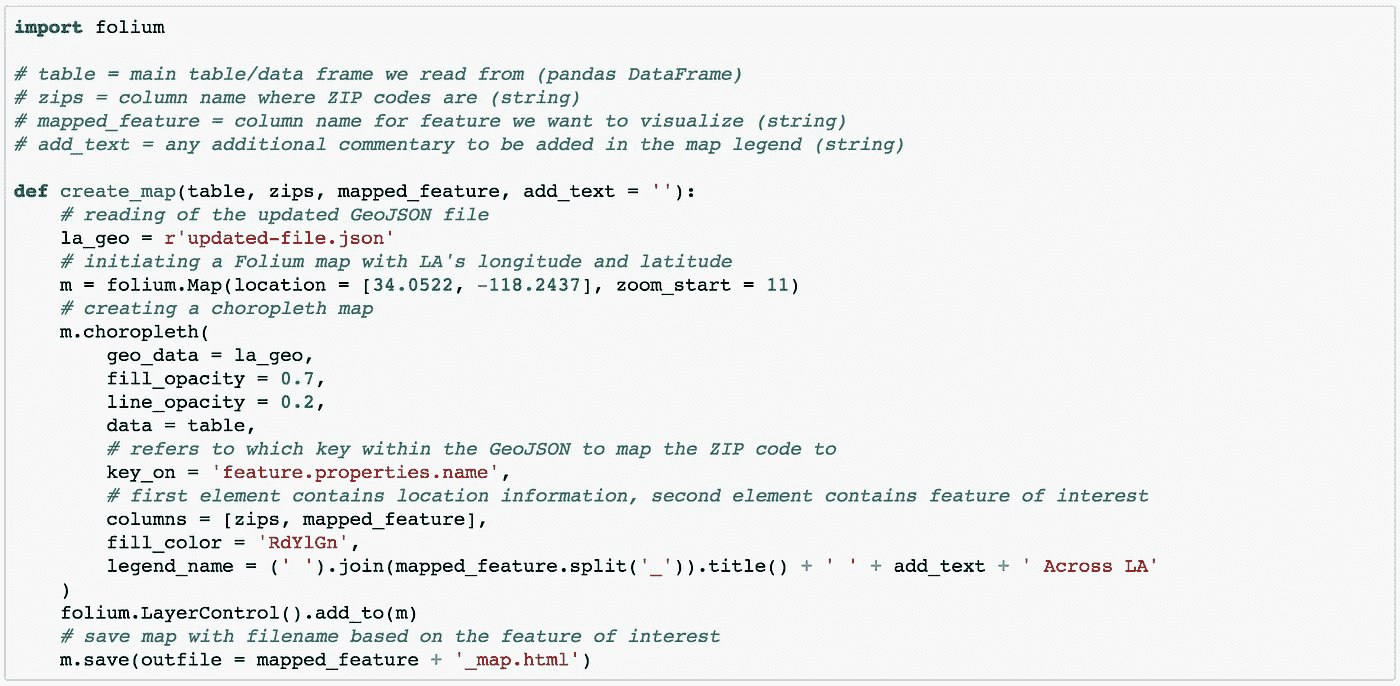 import folium
# table = main table/data frame we read from (pandas DataFrame)
# zips = column name where ZIP codes are (string)
# mapped_feature = column name for feature we want to visualize (string)
# add_text = any additional commentary to be added in the map legend (string)
def create_map(table, zips, mapped_feature, add_text = ''):
    # reading of the updated GeoJSON file
    la_geo = r'updated-file.json'
    # initiating a Folium map with LA's longitude and latitude
    m = folium.Map(location = [34.0522, -118.2437], zoom_start = 11)
    # creating a choropleth map
    m.choropleth(
        geo_data = la_geo,
        fill_opacity = 0.7,
        line_opacity = 0.2,
        data = table,
        # refers to which key within the GeoJSON to map the ZIP code to
        key_on = 'feature.properties.name',
        # first element contains location information, second element contains feature of interest
        columns = [zips, mapped_feature],
        fill_color = 'RdYlGn',
        legend_name = (' ').join(mapped_feature.split('_')).title() + ' ' + add_text + ' Across LA'
    )
    folium.LayerControl().add_to(m)
    # save map with filename based on the feature of interest
    m.save(outfile = mapped_feature + '_map.html')